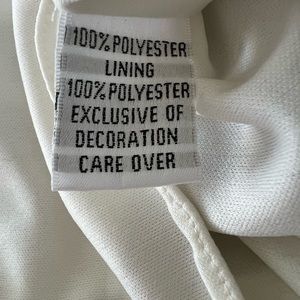 100% POLYESTER
LINING
100% POLYESTER
EXCLUSIVE OF
DECORATION
CARE OVER